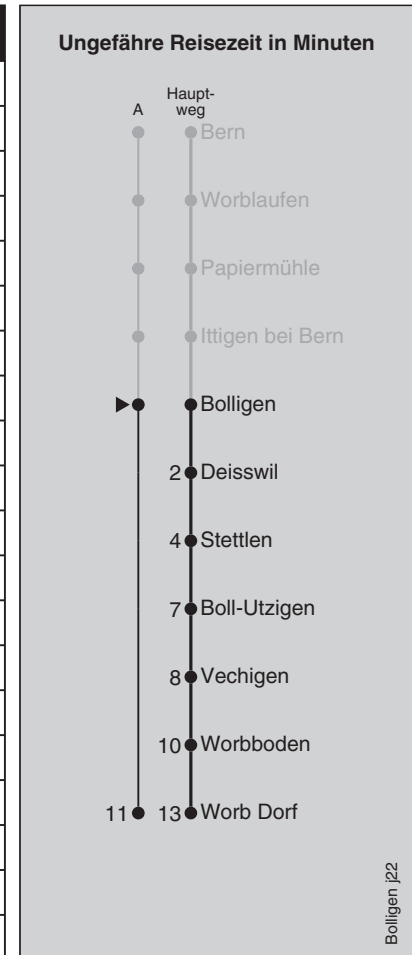 Ungefähre Reisezeit in Minuten
A
Haupt-
weg
Bern
Worblaufen
Papiermühle
Ittigen bei Bern
Bolligen
2 Deisswil
4 Stettlen
7 Boll-Utzigen
8 Vechigen
10 Worbboden
11 13 Worb Dorf
Bolligen j22